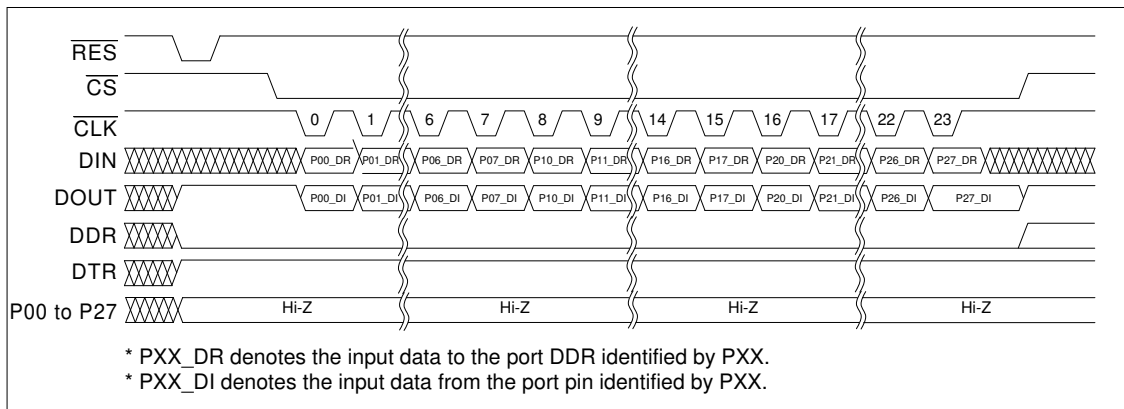 RES
CS
CLK 0 1 6 7 8 9 14 15 16 17 22 23
DIN P00_DR P01_DR P06_DR P07_DR P10_DR P11_DR P16_DR P17_DR P20_DR P21_DR P26_DR P27_DR
DOUT P00_DI P01_DI P06_DI P07_DI P10_DI P11_DI P16_DI P17_DI P20_DI P21_DI P26_DI P27_DI
DDR
DTR
P00 to P27 Hi-Z Hi-Z Hi-Z Hi-Z
* PXX_DR denotes the input data to the port DDR identified by PXX.
* PXX_DI denotes the input data from the port pin identified by PXX.